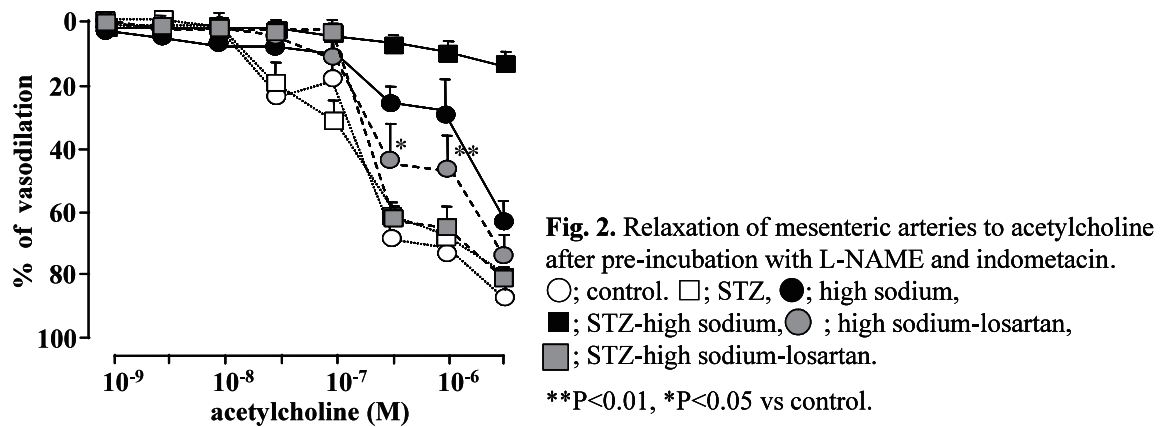 0
20
40
60
80
100
% of vasodilation
*
**
10-9
10-8
10-7
10-6
acetylcholine (M)
Fig. 2. Relaxation of mesenteric arteries to acetylcholine
after pre-incubation with L-NAME and indometacin.
; control. ; STZ, ; high sodium,
; STZ-high sodium, ; high sodium-losartan,
; STZ-high sodium-losartan.
**P<0.01, *P<0.05 vs control.